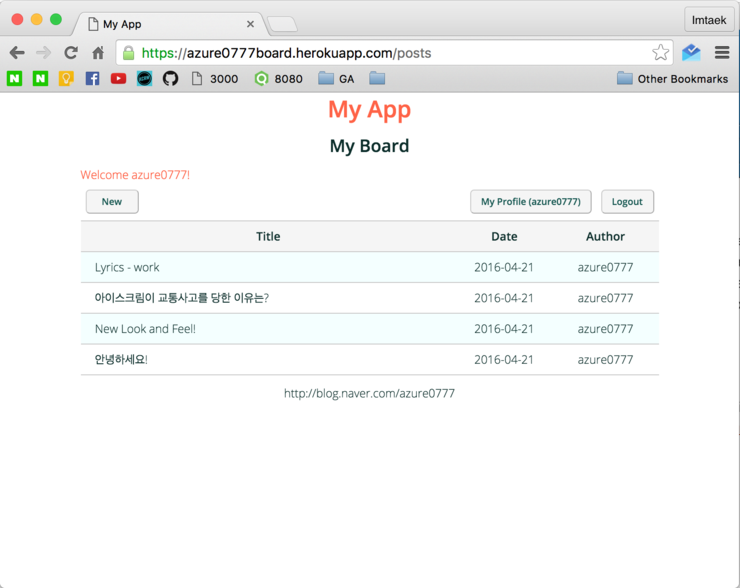 My App
Imtaek
https://azure0777board.herokuapp.com/posts
3000 8080 GA Other Bookmarks
My App
My Board
Welcome azure0777!
New My Profile (azure0777) Logout
Title Date Author
Lyrics - work 2016-04-21 azure0777
아이스크림이 교통사고를 당한 이유는? 2016-04-21 azure0777
New Look and Feel! 2016-04-21 azure0777
안녕하세요! 2016-04-21 azure0777
http://blog.naver.com/azure0777